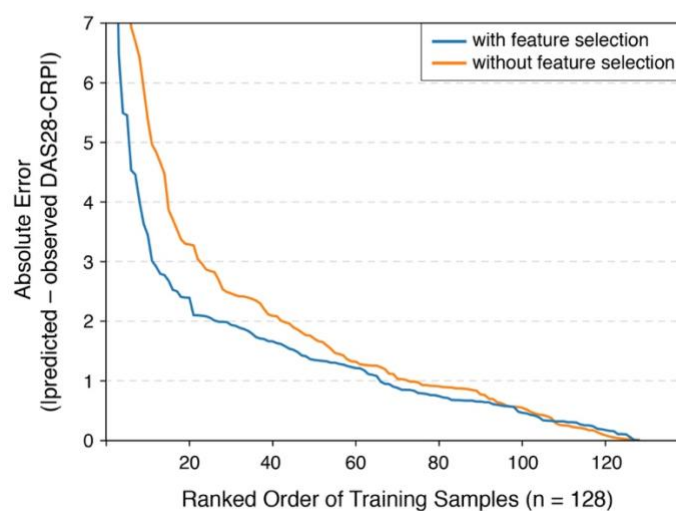 7
with feature selection
without feature selection
6
5
4
3
2
1
0
Absolute Error
(|predicted – observed DAS28-CRPI)
20
40
60
80
100
120
Ranked Order of Training Samples (n = 128)